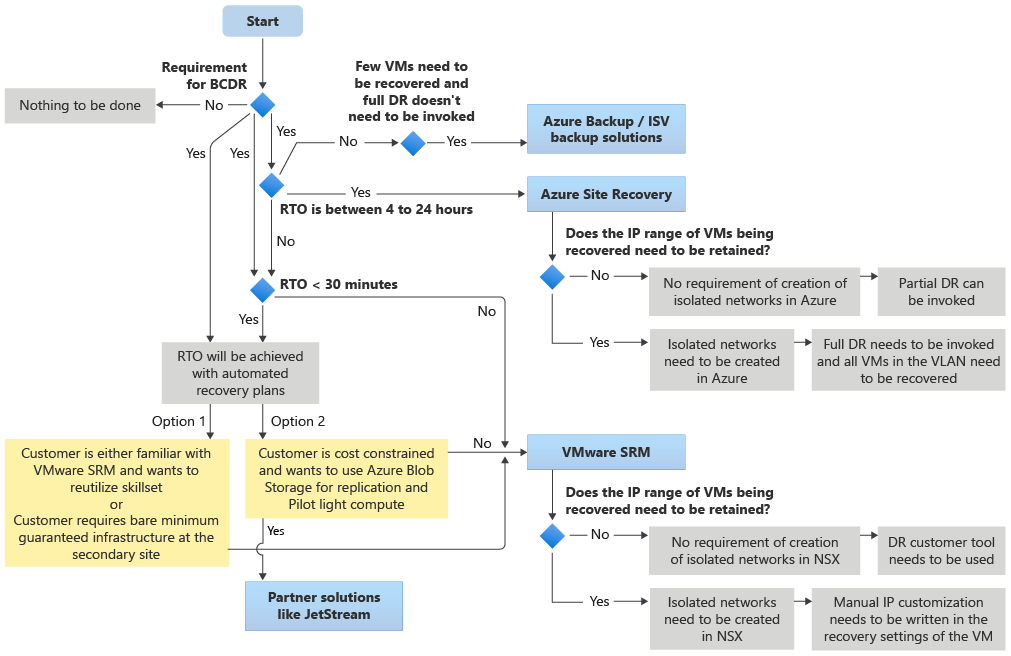 Start
Requirement
for BCDR
Few VMs need to
be recovered and
full DR doesn't
need to be invoked
Nothing to be done
No
Yes
Yes
Yes
No
Yes
Azure Backup / ISV
backup solutions
Yes
Azure Site Recovery
RTO is between 4 to 24 hours
No
Does the IP range of VMs being
recovered need to be retained?
No
No requirement of creation of
isolated networks in Azure
Partial DR can
be invoked
Yes
Isolated networks
need to be created
in Azure
Full DR needs to be invoked
and all VMs in the VLAN need
to be recovered
RTO < 30 minutes
No
Yes
RTO will be achieved
with automated
recovery plans
Option 1
Option 2
Customer is either familiar with
VMware SRM and wants to
reutilize skillset
or
Customer requires bare minimum
guaranteed infrastructure at the
secondary site
Customer is cost constrained
and wants to use Azure Blob
Storage for replication and
Pilot light compute
No
Yes
Partner solutions
like JetStream
VMware SRM
Does the IP range of VMs being
recovered need to be retained?
No
No requirement of creation
of isolated networks in NSX
DR customer tool
needs to be used
Yes
Isolated networks
need to be created
in NSX
Manual IP customization
needs to be written in the
recovery settings of the VM